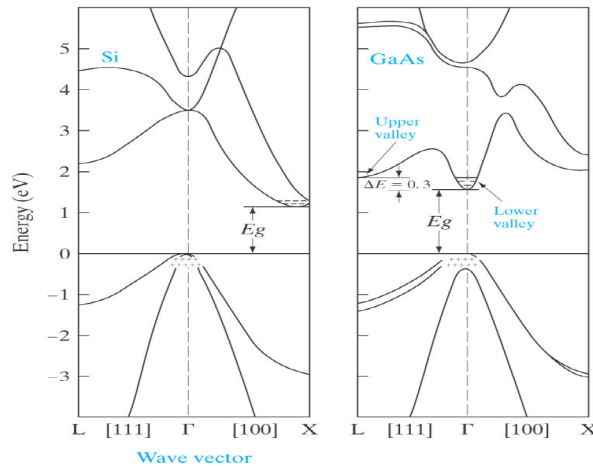 Si
GaAs
Upper
valley
ΔE = 0.3
Lower
valley
Eg
Eg
Energy (eV)
5
4
3
2
1
0
−1
−2
−3
L [111] Γ [100] X
L [111] Γ [100] X
Wave vector